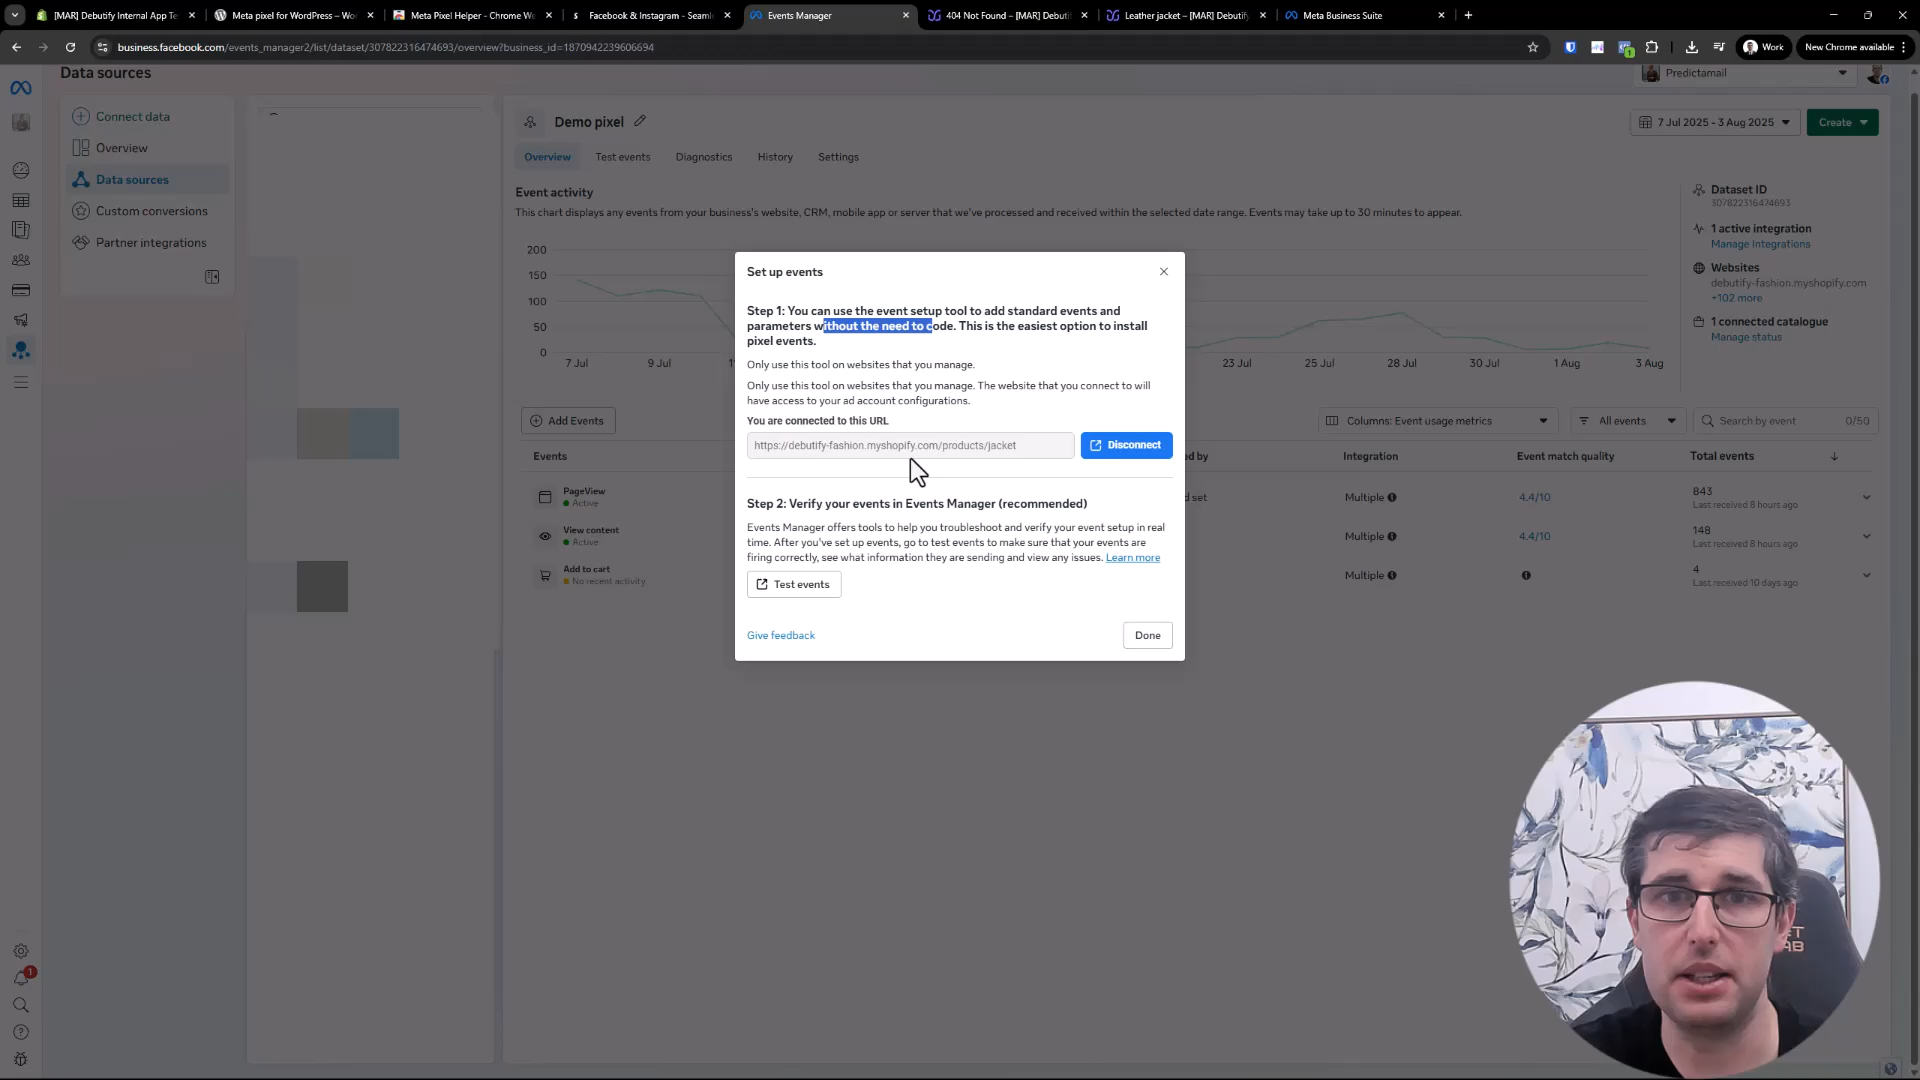 [MAR] Debutify Internal App Te
Meta pixel for WordPress – Wo
Meta Pixel Helper - Chrome We
Facebook & Instagram - Seaml
Events Manager
404 Not Found – [MAR] Debuti
Leather jacket – [MAR] Debutify
Meta Business Suite
business.facebook.com/events_manager2/list/dataset/307822316474693/overview?business_id=1870942239606694
Work
New Chrome available
Data sources
Predictamail
Connect data
Overview
Data sources
Custom conversions
Partner integrations
Demo pixel
7 Jul 2025 - 3 Aug 2025
Create
Overview
Test events
Diagnostics
History
Settings
Event activity
This chart displays any events from your business's website, CRM, mobile app or server that we've processed and received within the selected date range. Events may take up to 30 minutes to appear.
200
150
100
50
0
7 Jul
9 Jul
23 Jul
25 Jul
28 Jul
30 Jul
1 Aug
3 Aug
Dataset ID
307822316474693
1 active integration
Manage Integrations
Websites
debutify-fashion.myshopify.com
+102 more
1 connected catalogue
Manage status
Set up events
Step 1: You can use the event setup tool to add standard events and
parameters without the need to code. This is the easiest option to install
pixel events.
Only use this tool on websites that you manage.
Only use this tool on websites that you manage. The website that you connect to will
have access to your ad account configurations.
You are connected to this URL
https://debutify-fashion.myshopify.com/products/jacket
Disconnect
Step 2: Verify your events in Events Manager (recommended)
Events Manager offers tools to help you troubleshoot and verify your event setup in real
time. After you've set up events, go to test events to make sure that your events are
firing correctly, see what information they are sending and view any issues. Learn more
Test events
Give feedback
Done
Add Events
Columns: Event usage metrics
All events
Search by event
0/50
Events
ed by
Integration
Event match quality
Total events
PageView
Active
d set
Multiple
4.4/10
843
Last received 8 hours ago
View content
Active
Multiple
4.4/10
148
Last received 8 hours ago
Add to cart
No recent activity
Multiple
4
Last received 10 days ago
1